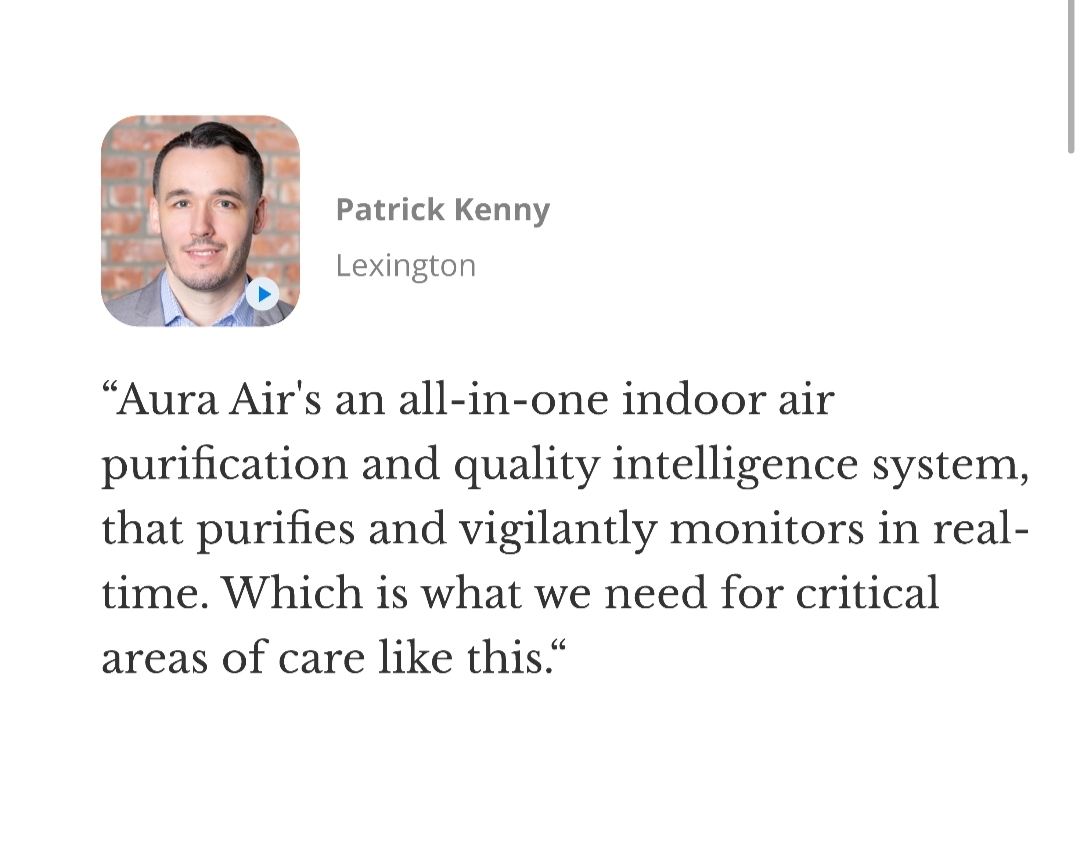 Patrick Kenny
Lexington
“Aura Air's an all-in-one indoor air
purification and quality intelligence system,
that purifies and vigilantly monitors in real-
time. Which is what we need for critical
areas of care like this.“